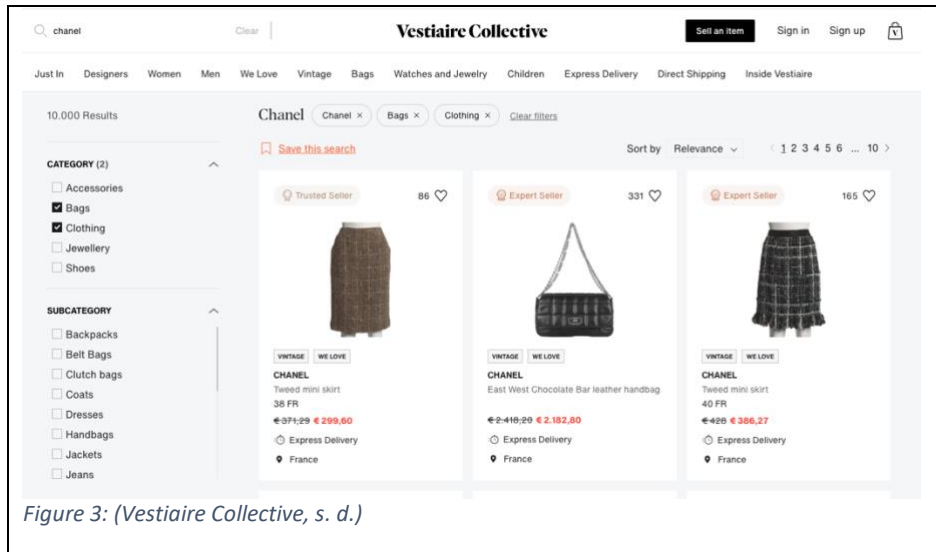 chanel Clear Vestiaire Collective Sell an item Sign in Sign up V
Just In Designers Women Men We Love Vintage Bags Watches and Jewelry Children Express Delivery Direct Shipping Inside Vestiaire
10.000 Results
Chanel Chanel × Bags × Clothing × Clear filters
Save this search
Sort by Relevance 1 2 3 4 5 6 ... 10 >
CATEGORY (2)
Accessories
Bags
Clothing
Jewellery
Shoes
SUBCATEGORY
Backpacks
Belt Bags
Clutch bags
Coats
Dresses
Handbags
Jackets
Jeans
Trusted Seller 86
VINTAGE WE LOVE
CHANEL
Tweed mini skirt
38 FR
€ 371,29 € 299,60
Express Delivery
France
Expert Seller 331
VINTAGE WE LOVE
CHANEL
East West Chocolate Bar leather handbag
€ 2.418,20 € 2.182,80
Express Delivery
France
Expert Seller 165
VINTAGE WE LOVE
CHANEL
Tweed mini skirt
40 FR
€ 428 € 386,27
Express Delivery
France
Figure 3: (Vestiaire Collective, s. d.)